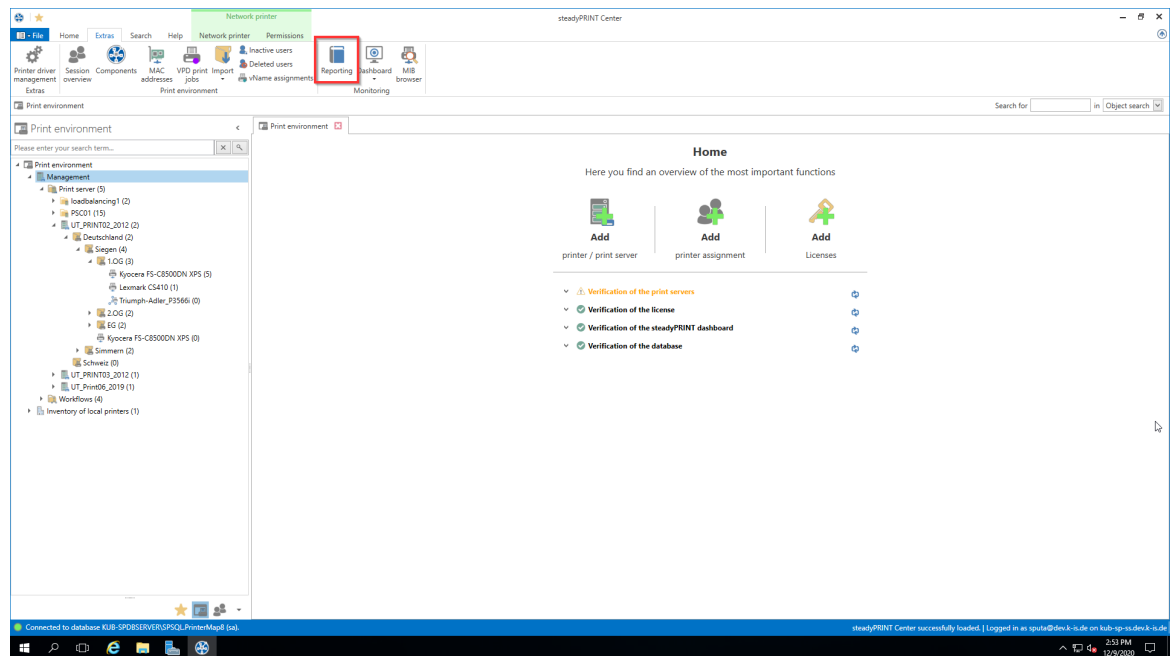 Network printer
steadyPRINT Center
File Home Extras Search Help Network printer Permissions
Printer driver management
Session overview
Components
MAC addresses
VPD print jobs
Import
Inactive users
Deleted users
vName assignments
Reporting
Dashboard
MIB browser
Extras Print environment Monitoring
Print environment
Search for in Object search
Print environment
Please enter your search term...
Print environment
Management
Print server (5)
loadbalancing1 (2)
PSC01 (15)
UT_PRINT02_2012 (2)
Deutschland (2)
Siegen (4)
1.OG (3)
Kyocera FS-C8500DN XPS (5)
Lexmark CS410 (1)
Triumph-Adler_P3566i (0)
2.OG (2)
EG (2)
Kyocera FS-C8500DN XPS (0)
Simmern (2)
Schweiz (0)
UT_PRINT03_2012 (1)
UT_Print06_2019 (1)
Workflows (4)
Inventory of local printers (1)
Print environment
Home
Here you find an overview of the most important functions
Add Add Add
printer / print server printer assignment Licenses
Verification of the print servers
Verification of the license
Verification of the steadyPRINT dashboard
Verification of the database
Connected to database KUB-SPDBSERVER\SPSQL.PrinterMap8 (sa).
steadyPRINT Center successfully loaded. | Logged in as sputa@dev.k-is.de on kub-sp-ss.dev.k-is.de
2:53 PM
12/9/2020